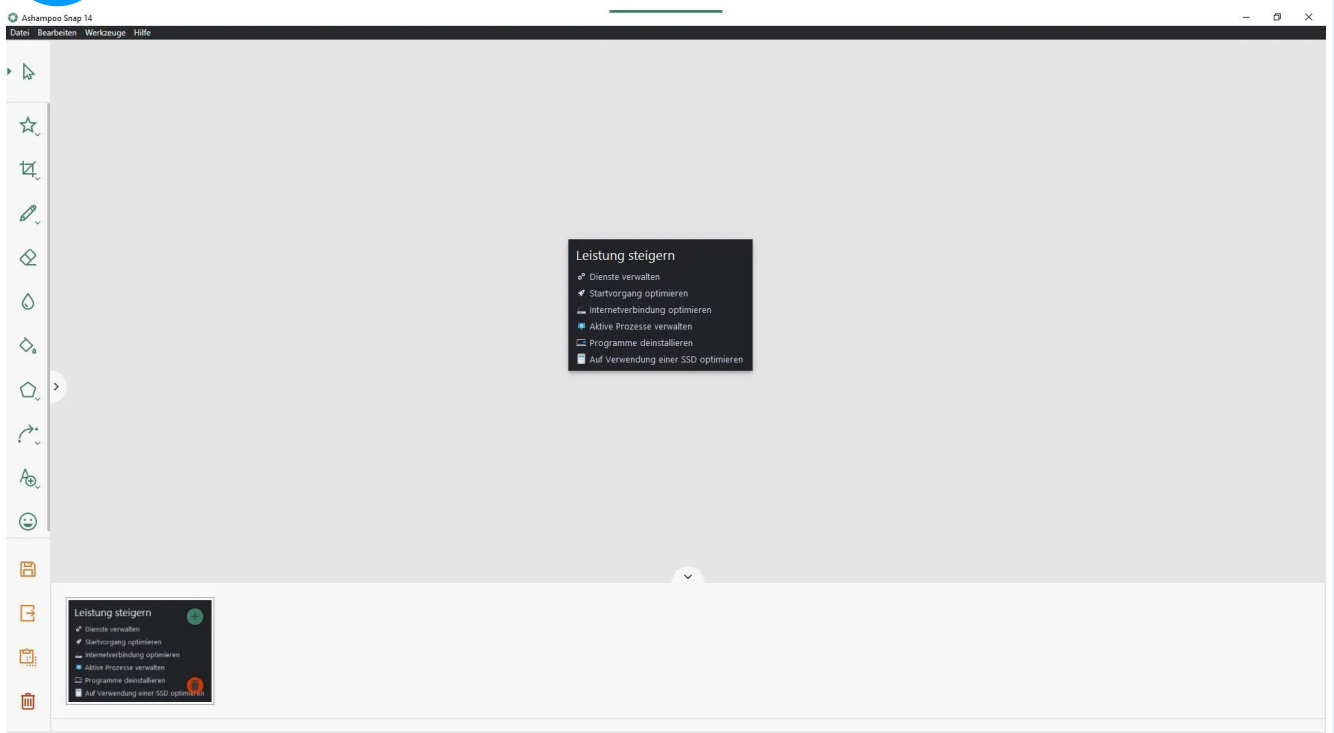 Ashampoo Snap 14
Datei Bearbeiten Werkzeuge Hilfe
Leistung steigern
Dienste verwalten
Startvorgang optimieren
Internetverbindung optimieren
Aktive Prozesse verwalten
Programme deinstallieren
Auf Verwendung einer SSD optimieren
Leistung steigern
Dienste verwalten
Startvorgang optimieren
Internetverbindung optimieren
Aktive Prozesse verwalten
Programme deinstallieren
Auf Verwendung einer SSD optimieren